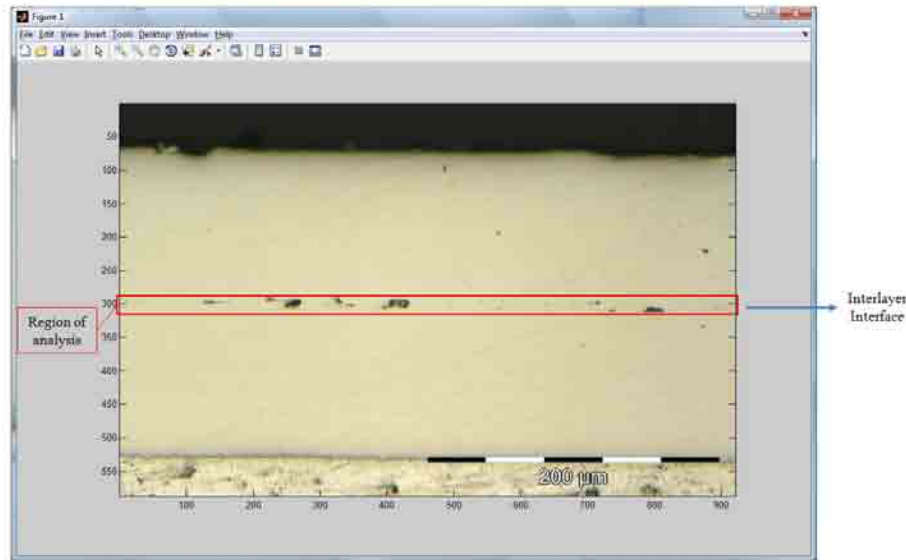 Figure 1
File Edit View Insert Tools Desktop Window Help
50
100
150
200
250
300
350
400
450
500
550
100
200
300
400
500
600
700
800
900
200 µm
Region of
analysis
Interlayer
Interface